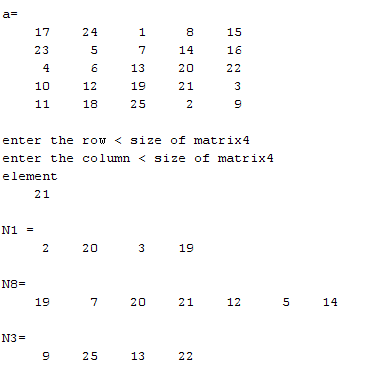 a=
17 24 1 8 15
23 5 7 14 16
4 6 13 20 22
10 12 19 21 3
11 18 25 2 9
enter the row < size of matrix4
enter the column < size of matrix4
element
21
N1 =
2 20 3 19
N8=
19 7 20 21 12 5 14
N3=
9 25 13 22